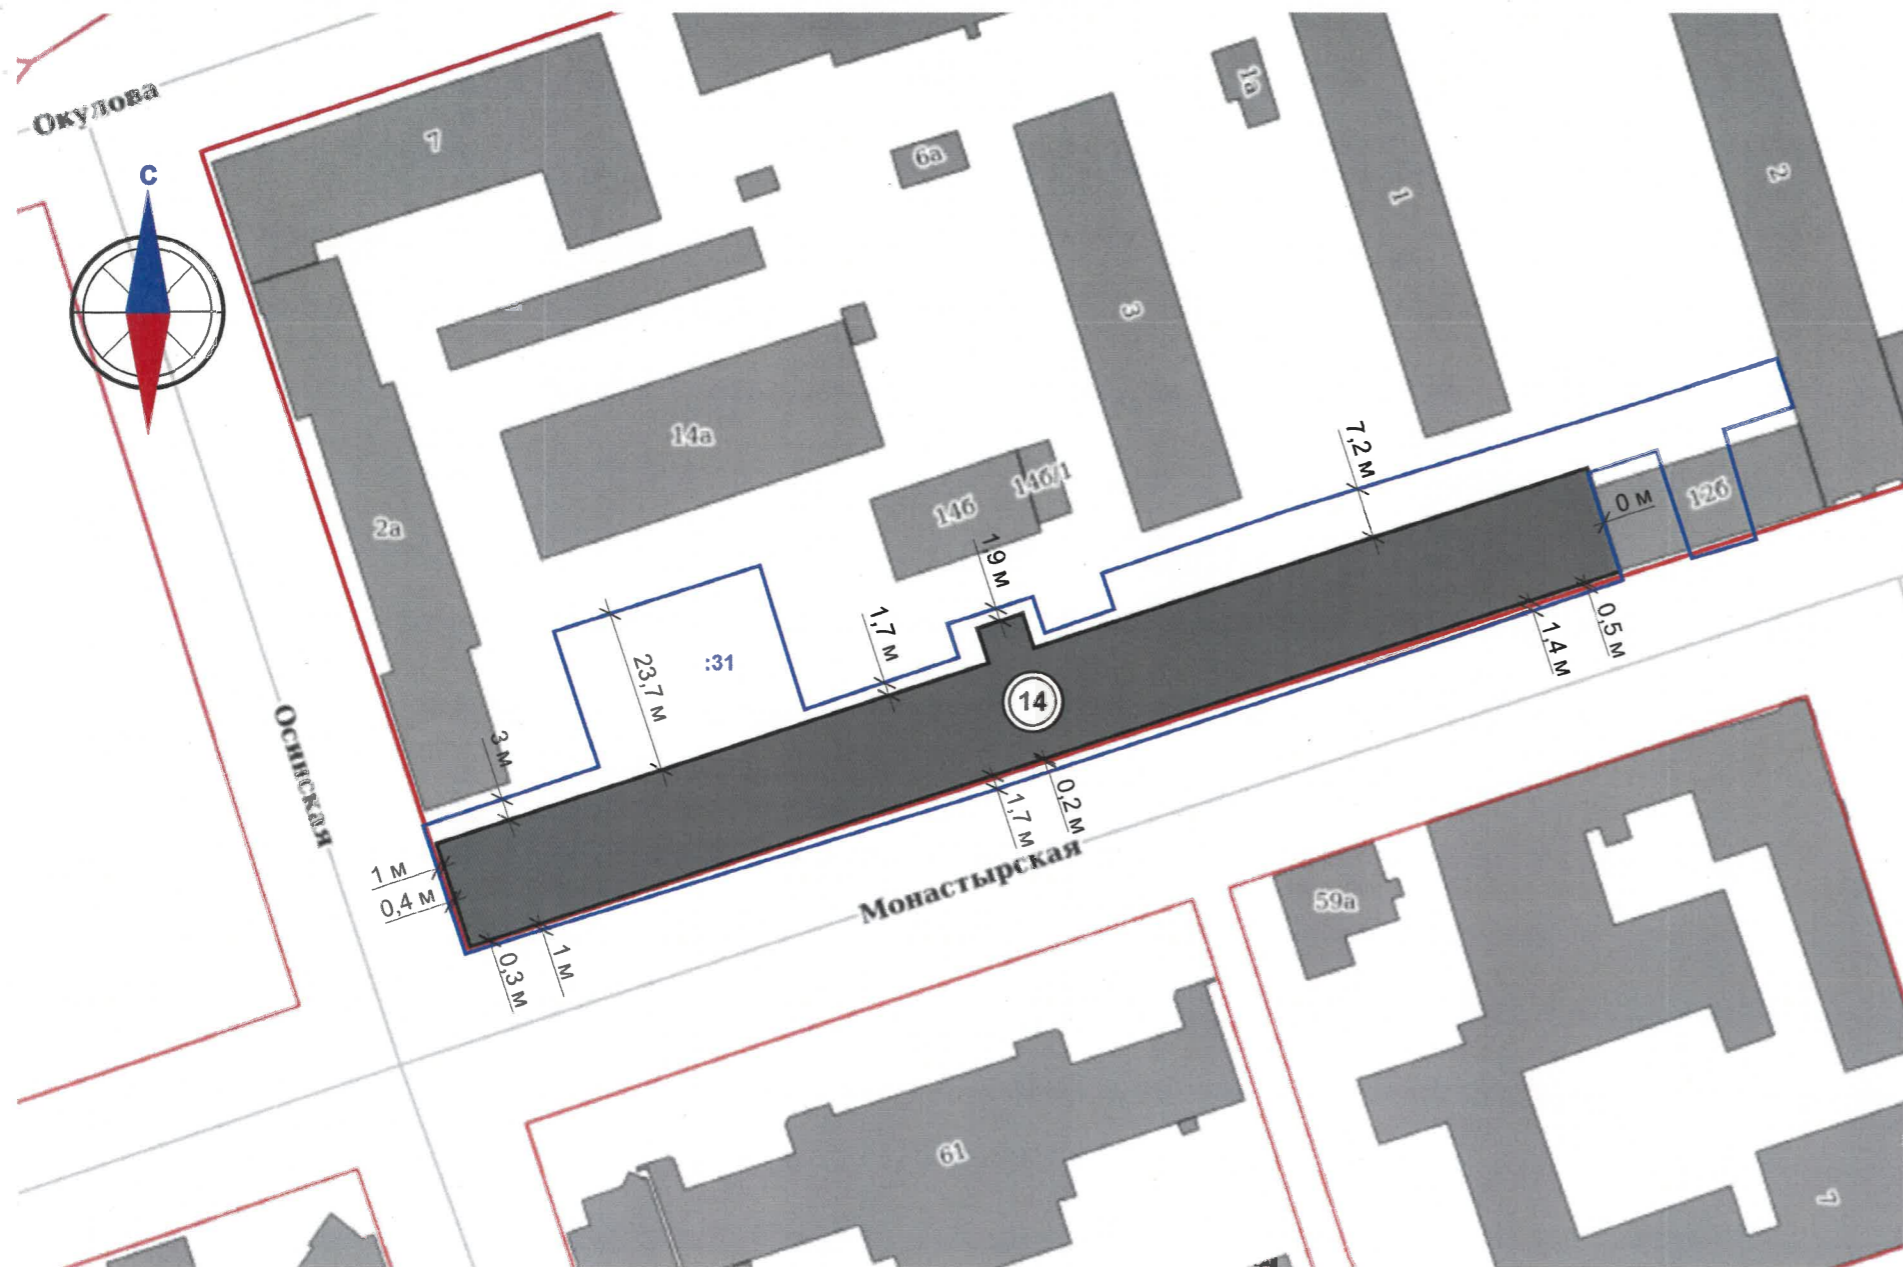 Окулова
С
7
6а
1а
1
2
3
14а
14б
14б/1
2а
12б
7,2 м
0 м
1,9 м
1,7 м
23,7 м
:31
3 м
14
0,5 м
1,4 м
0,2 м
1,7 м
1 м
0,4 м
0,3 м
1 м
Осинская
Монастырская
59а
61
7